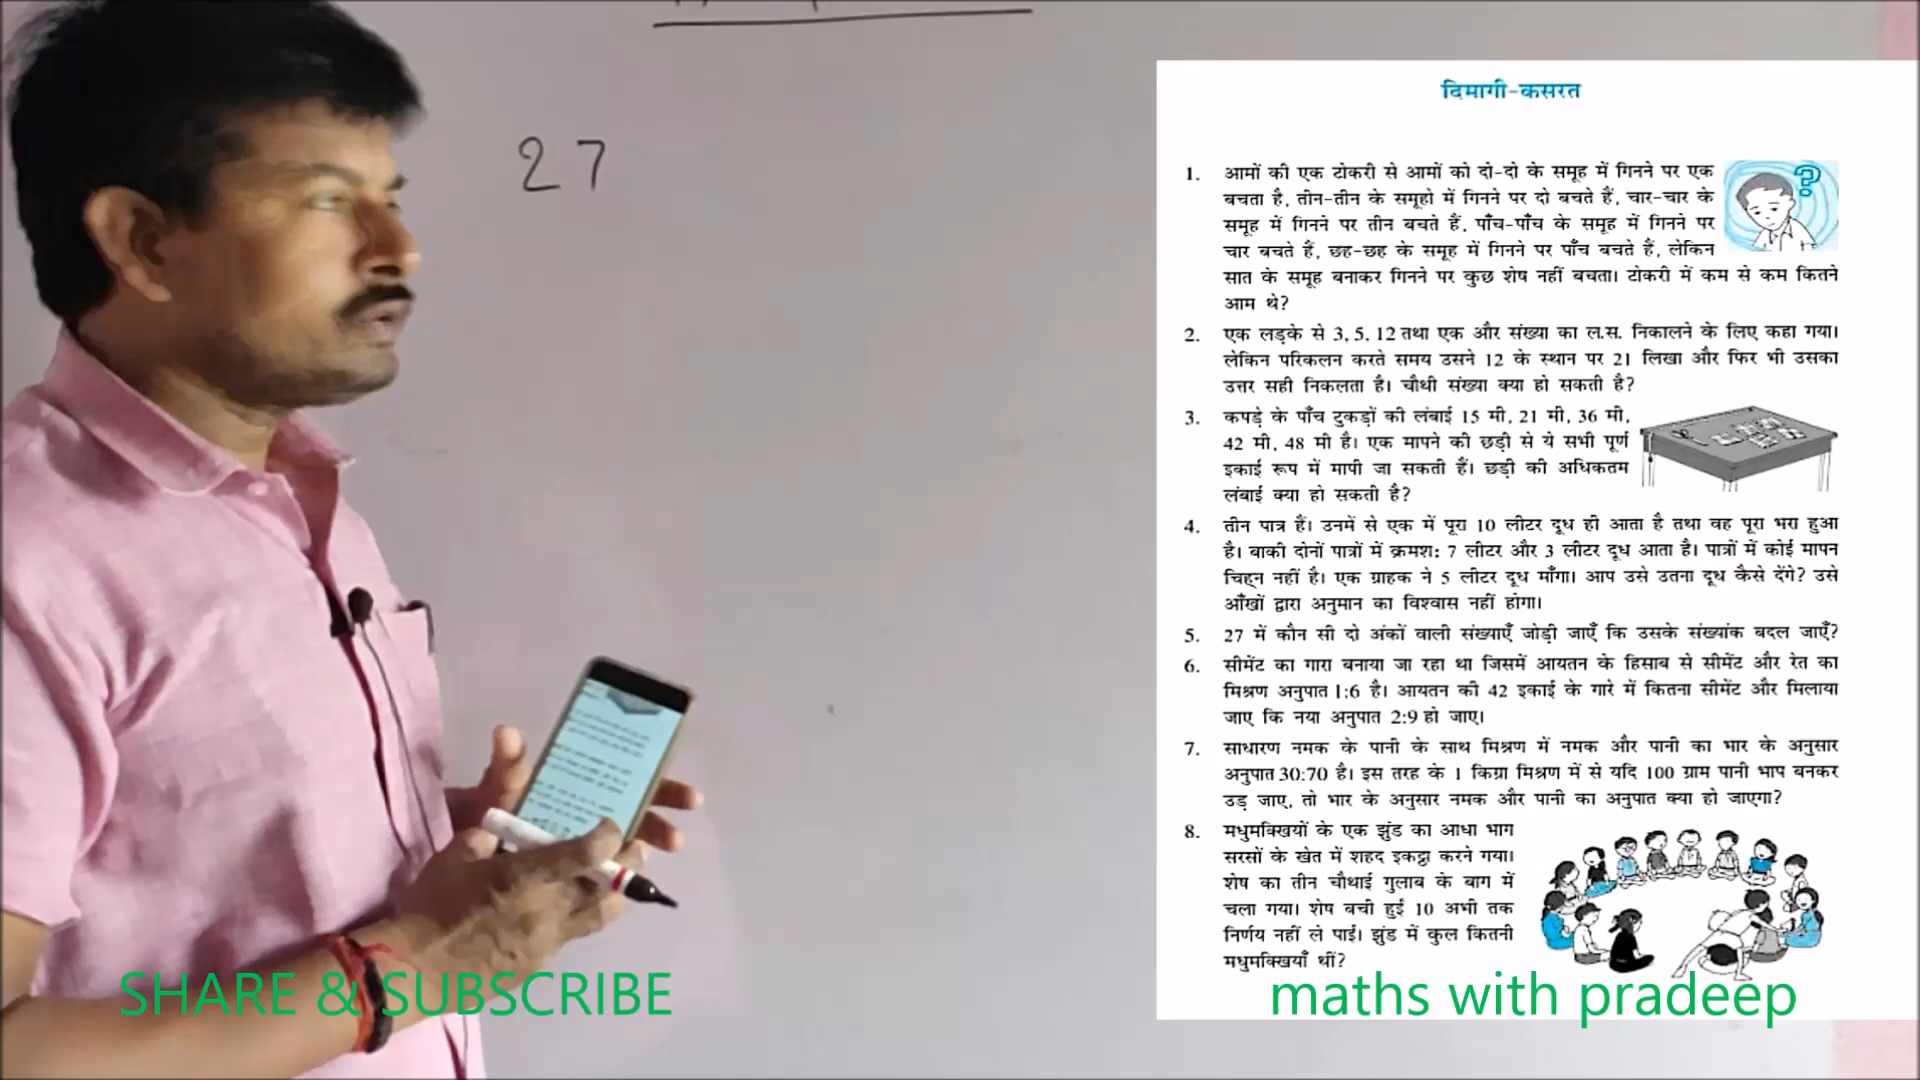 27
दिमागी-कसरत
1. आमों की एक टोकरी से आमों को दो-दो के समूह में गिनने पर एक
बचता है, तीन-तीन के समूहो में गिनने पर दो बचते हैं, चार-चार के
समूह में गिनने पर तीन बचते हैं, पाँच-पाँच के समूह में गिनने पर
चार बचते हैं, छह-छह के समूह में गिनने पर पाँच बचते हैं, लेकिन
सात के समूह बनाकर गिनने पर कुछ शेष नहीं बचता। टोकरी में कम से कम कितने
आम थे?
2. एक लड़के से 3, 5, 12 तथा एक और संख्या का ल.स. निकालने के लिए कहा गया।
लेकिन परिकलन करते समय उसने 12 के स्थान पर 21 लिखा और फिर भी उसका
उत्तर सही निकलता है। चौथी संख्या क्या हो सकती है?
3. कपड़े के पाँच टुकड़ों की लंबाई 15 मी, 21 मी, 36 मी,
42 मी, 48 मी है। एक मापने की छड़ी से ये सभी पूर्ण
इकाई रूप में मापी जा सकती हैं। छड़ी की अधिकतम
लंबाई क्या हो सकती है?
4. तीन पात्र हैं। उनमें से एक में पूरा 10 लीटर दूध ही आता है तथा वह पूरा भरा हुआ
है। बाकी दोनों पात्रों में क्रमश: 7 लीटर और 3 लीटर दूध आता है। पात्रों में कोई मापन
चिह्न नहीं है। एक ग्राहक ने 5 लीटर दूध माँगा। आप उसे उतना दूध कैसे देंगे? उसे
आँखों द्वारा अनुमान का विश्वास नहीं होगा।
5. 27 में कौन सी दो अंकों वाली संख्याएँ जोड़ी जाएँ कि उसके संख्यांक बदल जाएँ?
6. सीमेंट का गारा बनाया जा रहा था जिसमें आयतन के हिसाब से सीमेंट और रेत का
मिश्रण अनुपात 1:6 है। आयतन की 42 इकाई के गारे में कितना सीमेंट और मिलाया
जाए कि नया अनुपात 2:9 हो जाए।
7. साधारण नमक के पानी के साथ मिश्रण में नमक और पानी का भार के अनुसार
अनुपात 30:70 है। इस तरह के 1 किग्रा मिश्रण में से यदि 100 ग्राम पानी भाप बनकर
उड़ जाए, तो भार के अनुसार नमक और पानी का अनुपात क्या हो जाएगा?
8. मधुमक्खियों के एक झुंड का आधा भाग
सरसों के खेत में शहद इकट्ठा करने गया।
शेष का तीन चौथाई गुलाब के बाग में
चला गया। शेष बची हुई 10 अभी तक
निर्णय नहीं ले पाई। झुंड में कुल कितनी
मधुमक्खियाँ थीं?
SHARE & SUBSCRIBE
maths with pradeep